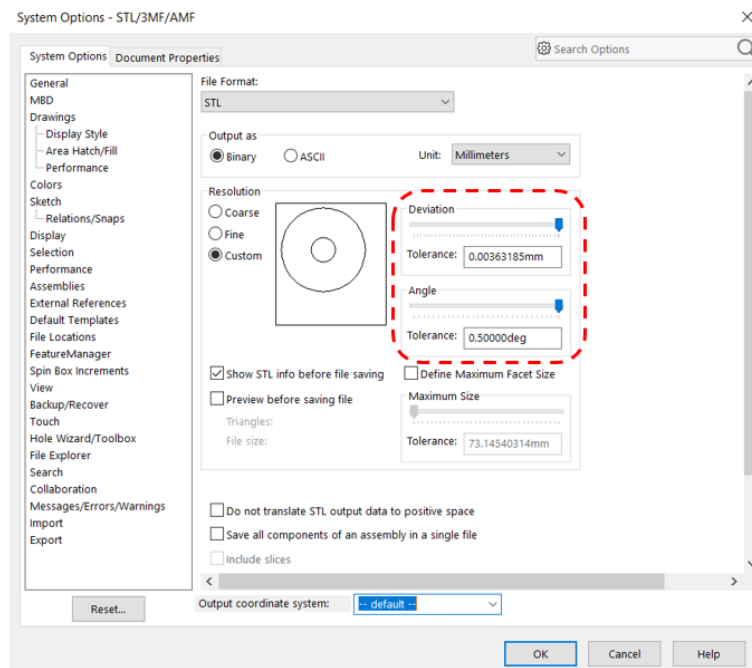 System Options - STL/3MF/AMF
System Options Document Properties
Search Options
General
MBD
Drawings
Display Style
Area Hatch/Fill
Performance
Colors
Sketch
Relations/Snaps
Display
Selection
Performance
Assemblies
External References
Default Templates
File Locations
FeatureManager
Spin Box Increments
View
Backup/Recover
Touch
Hole Wizard/Toolbox
File Explorer
Search
Collaboration
Messages/Errors/Warnings
Import
Export
Reset...
File Format:
STL
Output as
Binary ASCII Unit: Millimeters
Resolution
Coarse
Fine
Custom
Deviation
Tolerance: 0.00363185mm
Angle
Tolerance: 0.50000deg
Show STL info before file saving
Define Maximum Facet Size
Preview before saving file
Triangles:
File size:
Maximum Size
Tolerance: 73.14540314mm
Do not translate STL output data to positive space
Save all components of an assembly in a single file
Include slices
Output coordinate system: -- default --
OK Cancel Help